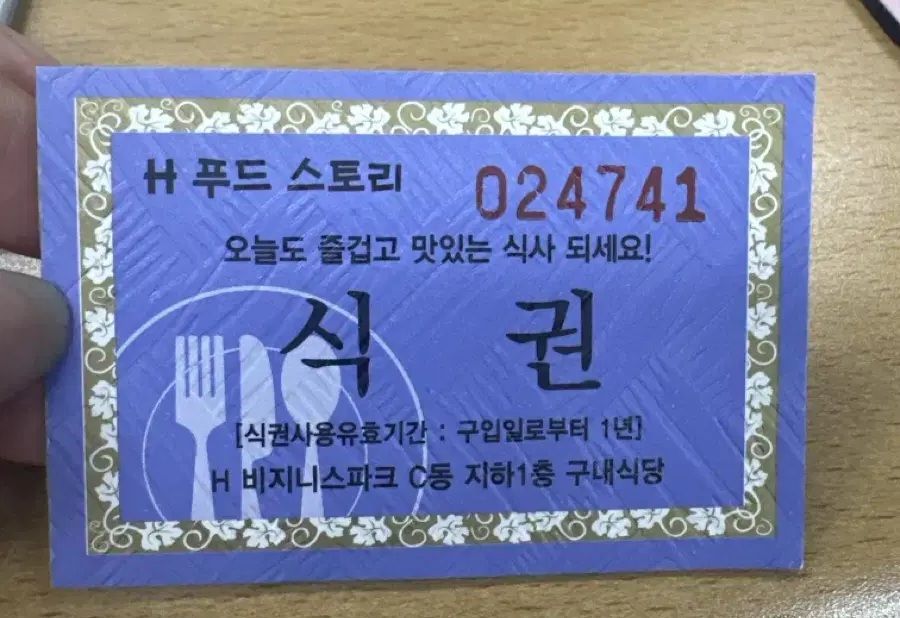 H 푸드 스토리 024741
오늘도 즐겁고 맛있는 식사 되세요!
식 권
[식권사용유효기간 : 구입일로부터 1년]
H 비지니스파크 C동 지하1층 구내식당